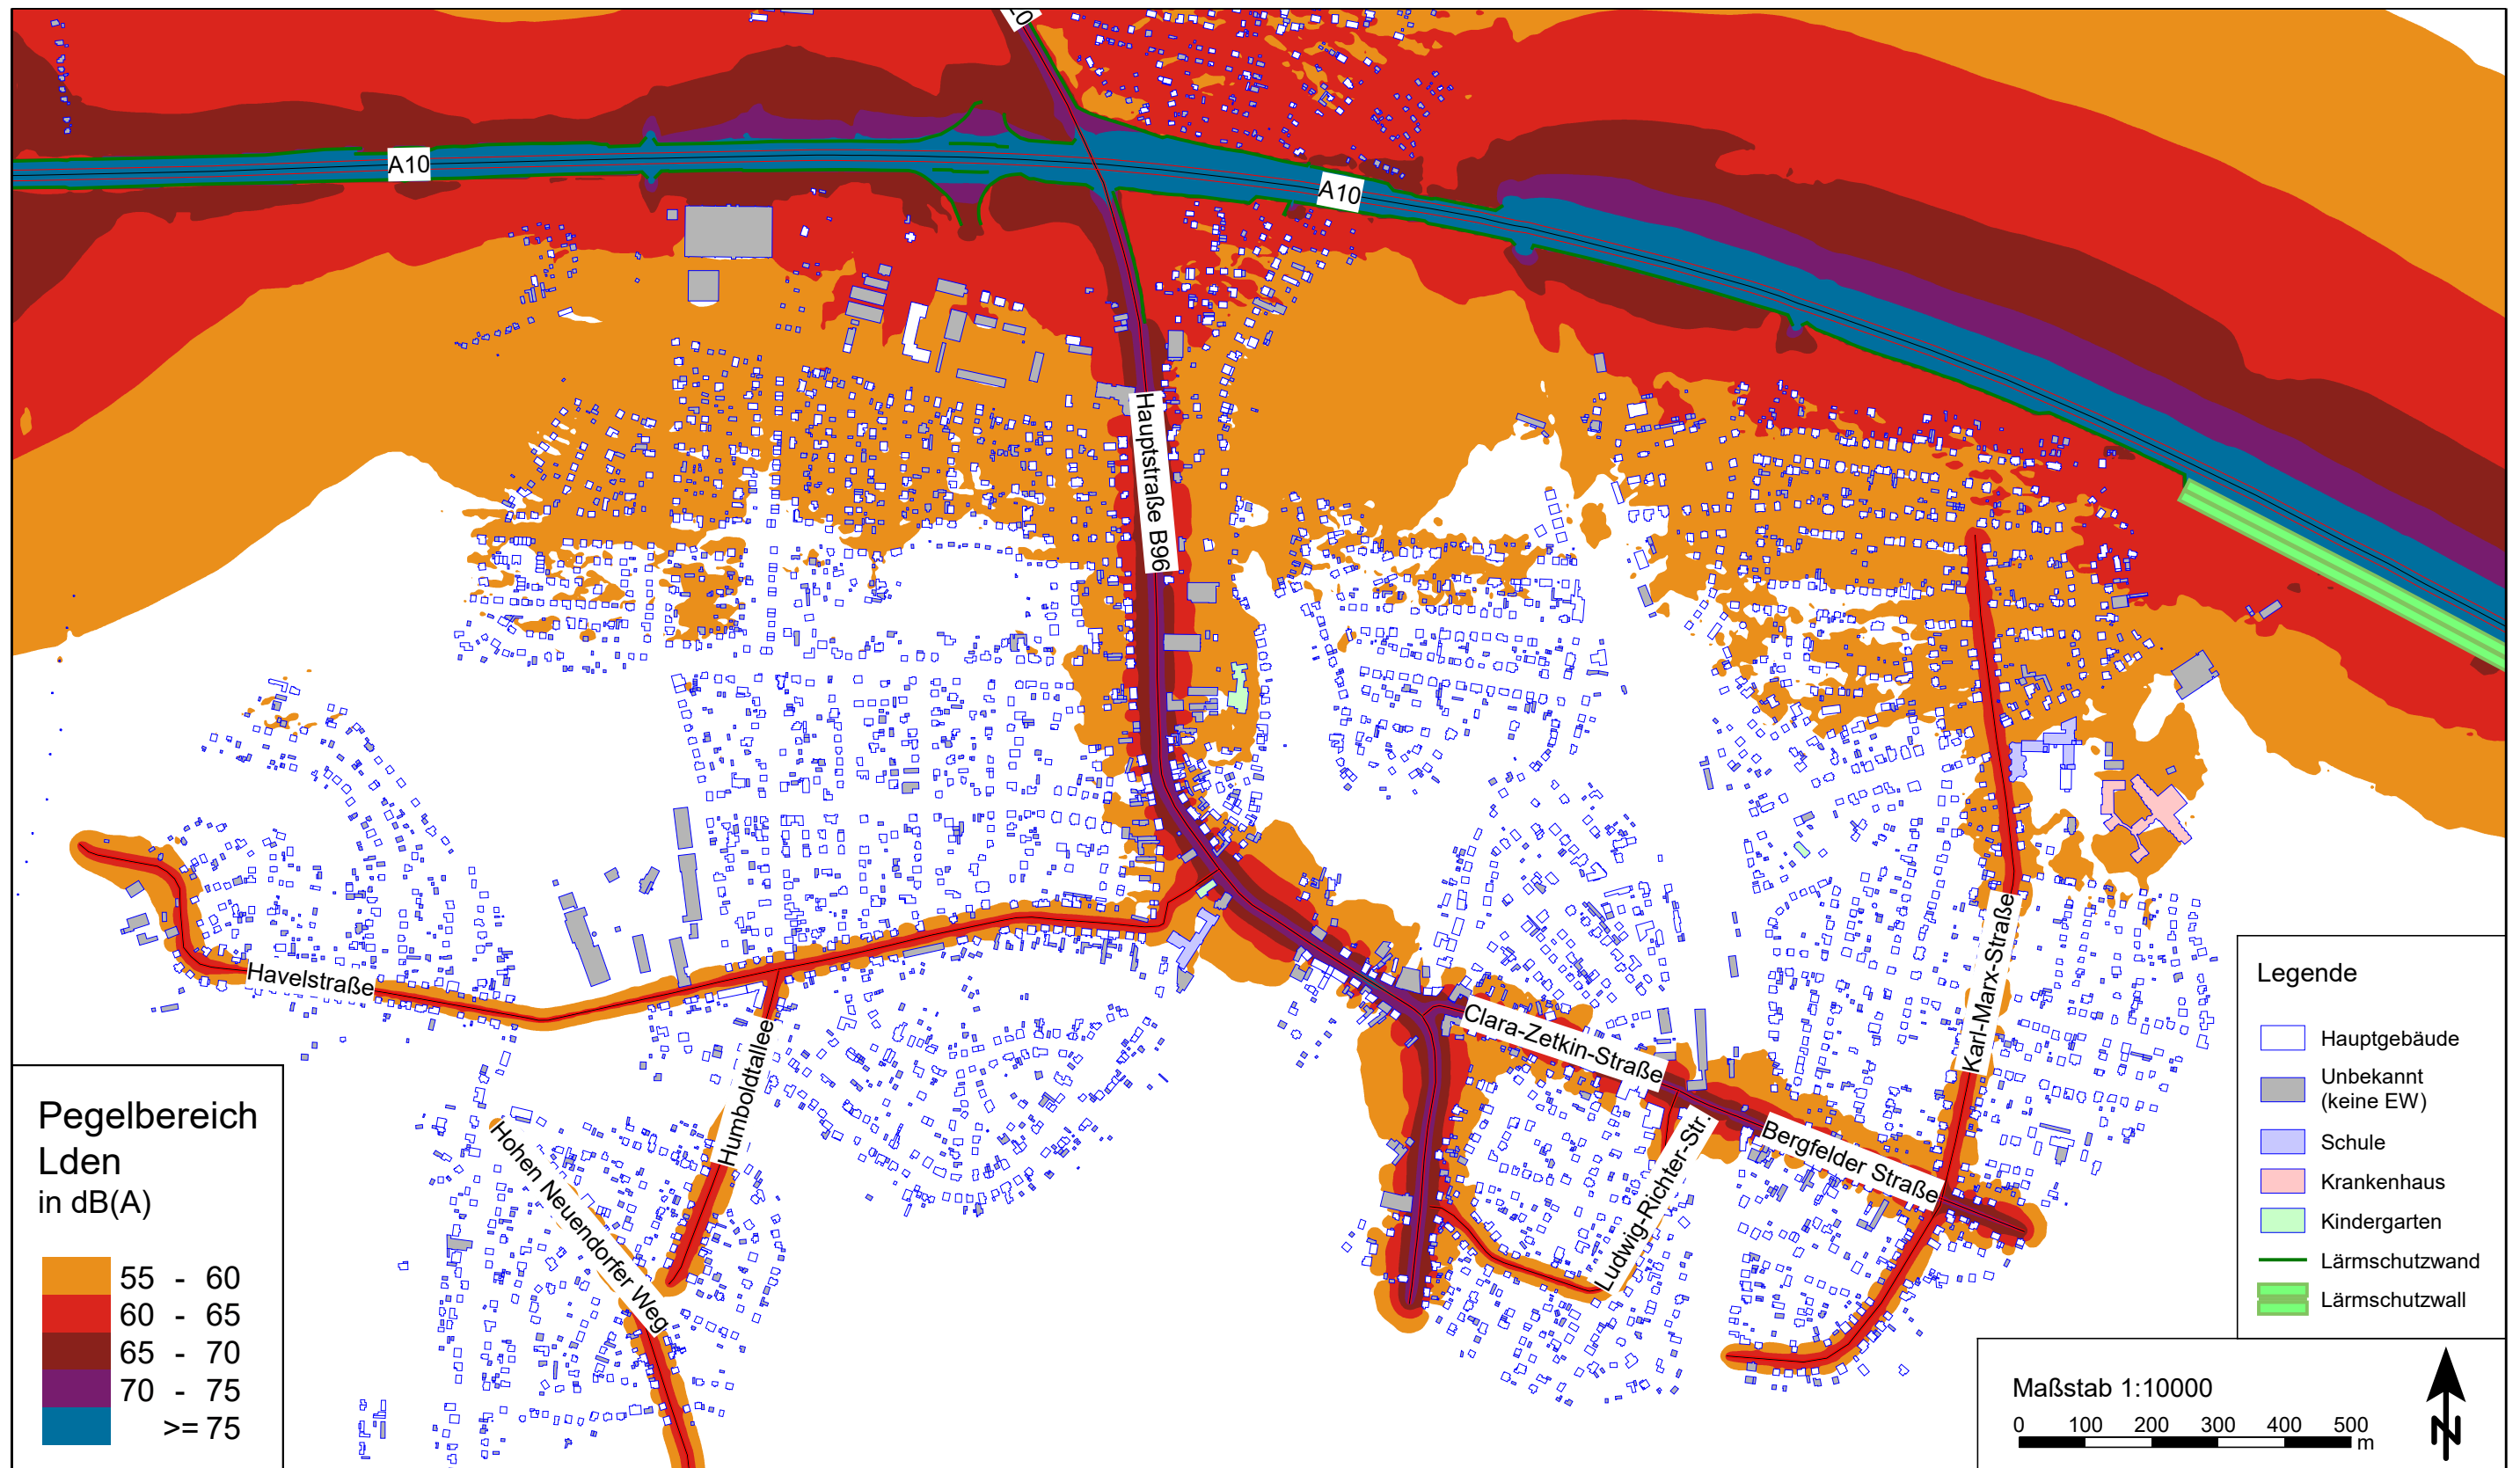 A10
A10
Hauptstraße B96
Havelstraße
Humboldtallee
Hohen Neuendorfer Weg
Clara-Zetkin-Straße
Bergfelder Straße
Ludwig-Richter-Str.
Karl-Marx-Straße
Pegelbereich
Lden
in dB(A)
55 - 60
60 - 65
65 - 70
70 - 75
>= 75
Legende
Hauptgebäude
Unbekannt
(keine EW)
Schule
Krankenhaus
Kindergarten
Lärmschutzwand
Lärmschutzwall
Maßstab 1:10000
0 100 200 300 400 500
m
N